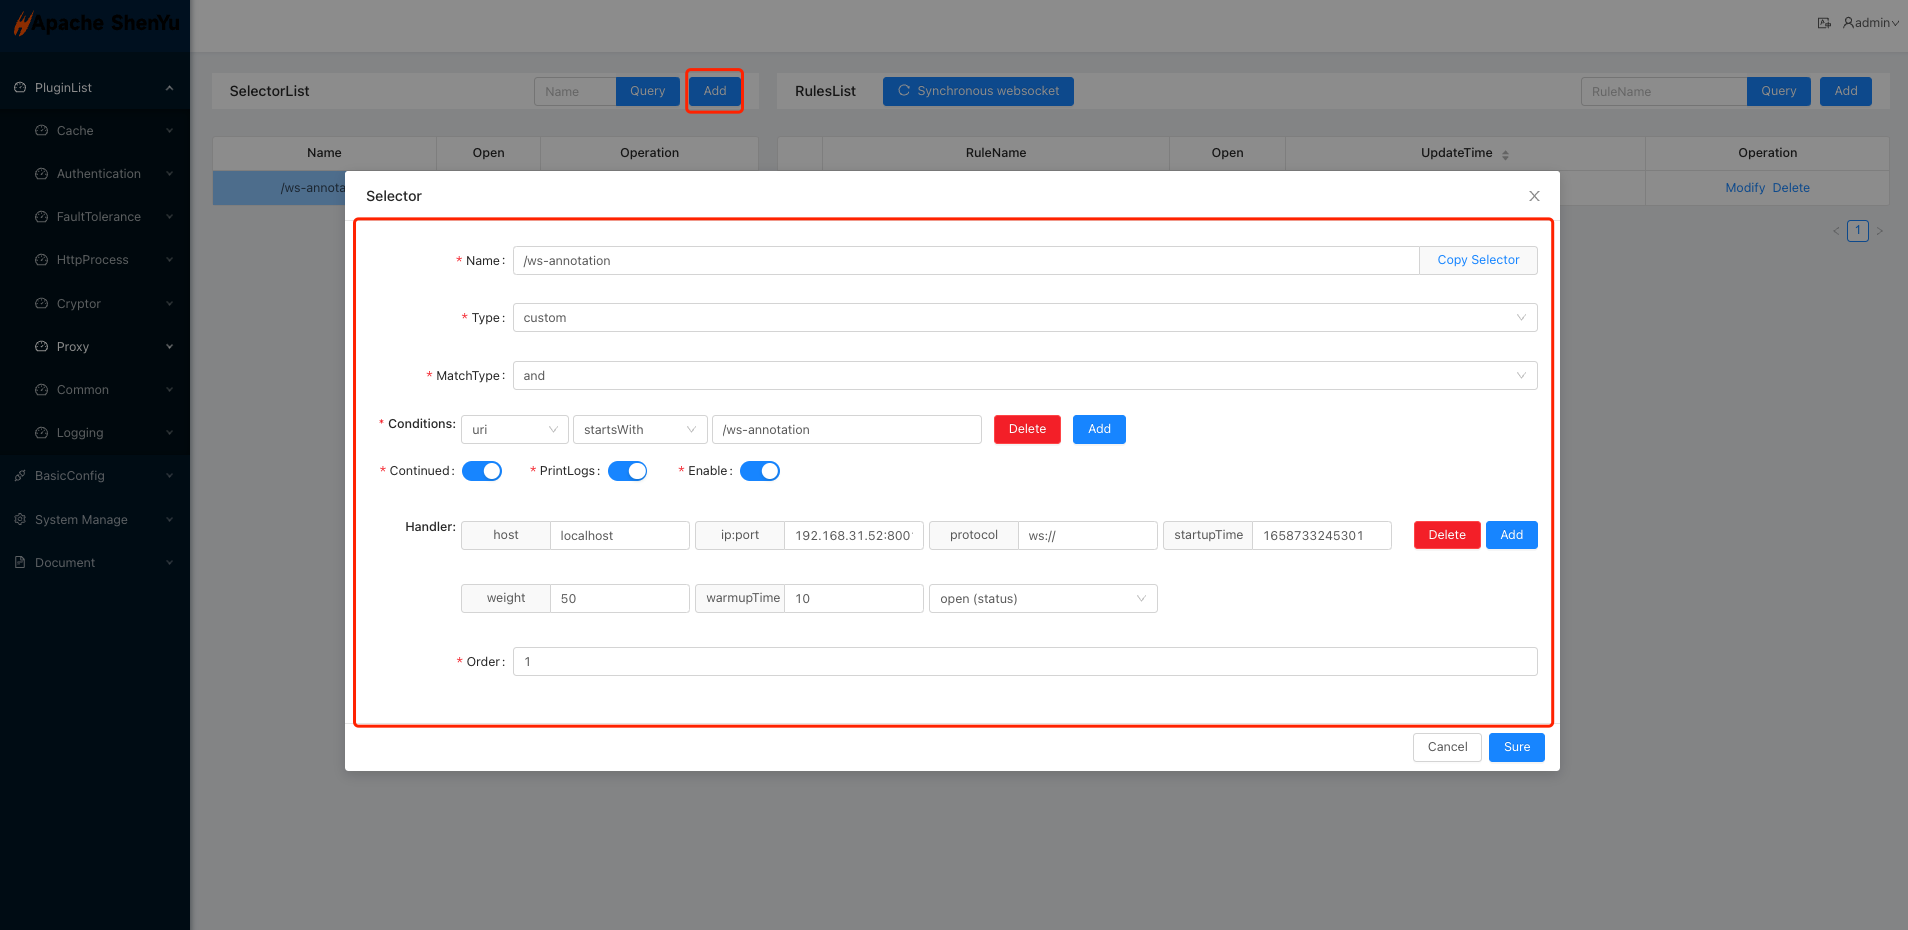 Apache ShenYu
admin
PluginList
Cache
Authentication
FaultTolerance
HttpProcess
Cryptor
Proxy
Common
Logging
BasicConfig
System Manage
Document
SelectorList
Name
Query
Add
RulesList
Synchronous websocket
RuleName
Query
Add
Name
Open
Operation
RuleName
Open
UpdateTime
Operation
/ws-annota
Modify Delete
< 1 >
Selector
* Name: /ws-annotation Copy Selector
* Type: custom
* MatchType: and
* Conditions: uri startsWith /ws-annotation Delete Add
* Continued: * PrintLogs: * Enable:
Handler: host localhost ip:port 192.168.31.52:800 protocol ws:// startupTime 1658733245301 Delete Add
weight 50 warmupTime 10 open (status)
* Order: 1
Cancel Sure